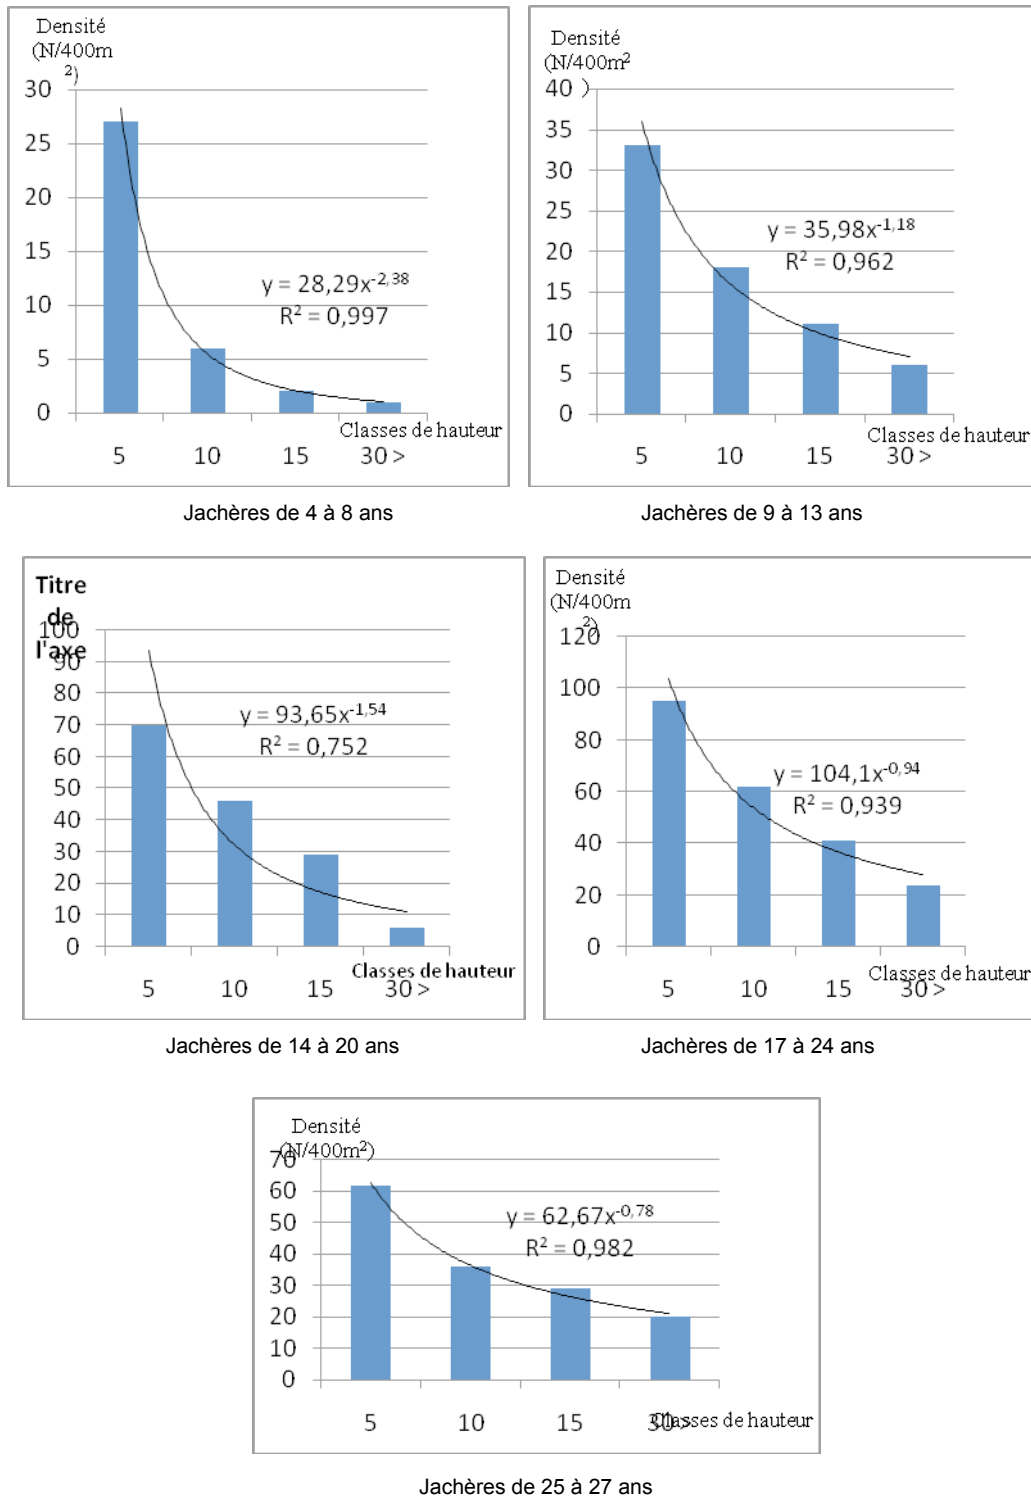 Densité
(N/400m
²)
30
25
20
15
10
5
0
y = 28,29x^-2,38
R² = 0,997
Classes de hauteur
5 10 15 30 >
Jachères de 4 à 8 ans
Densité
(N/400m²
)
40
35
30
25
20
15
10
5
0
y = 35,98x^-1,18
R² = 0,962
Classes de hauteur
5 10 15 30 >
Jachères de 9 à 13 ans
Titre
de
l'axe
100
90
80
70
60
50
40
30
20
10
0
y = 93,65x^-1,54
R² = 0,752
Classes de hauteur
5 10 15 30 >
Jachères de 14 à 20 ans
Densité
(N/400m
²)
120
100
80
60
40
20
0
y = 104,1x^-0,94
R² = 0,939
Classes de hauteur
5 10 15 30 >
Jachères de 17 à 24 ans
Densité
(N/400m²)
70
60
50
40
30
20
10
0
y = 62,67x^-0,78
R² = 0,982
Classes de hauteur
5 10 15 30 >
Jachères de 25 à 27 ans